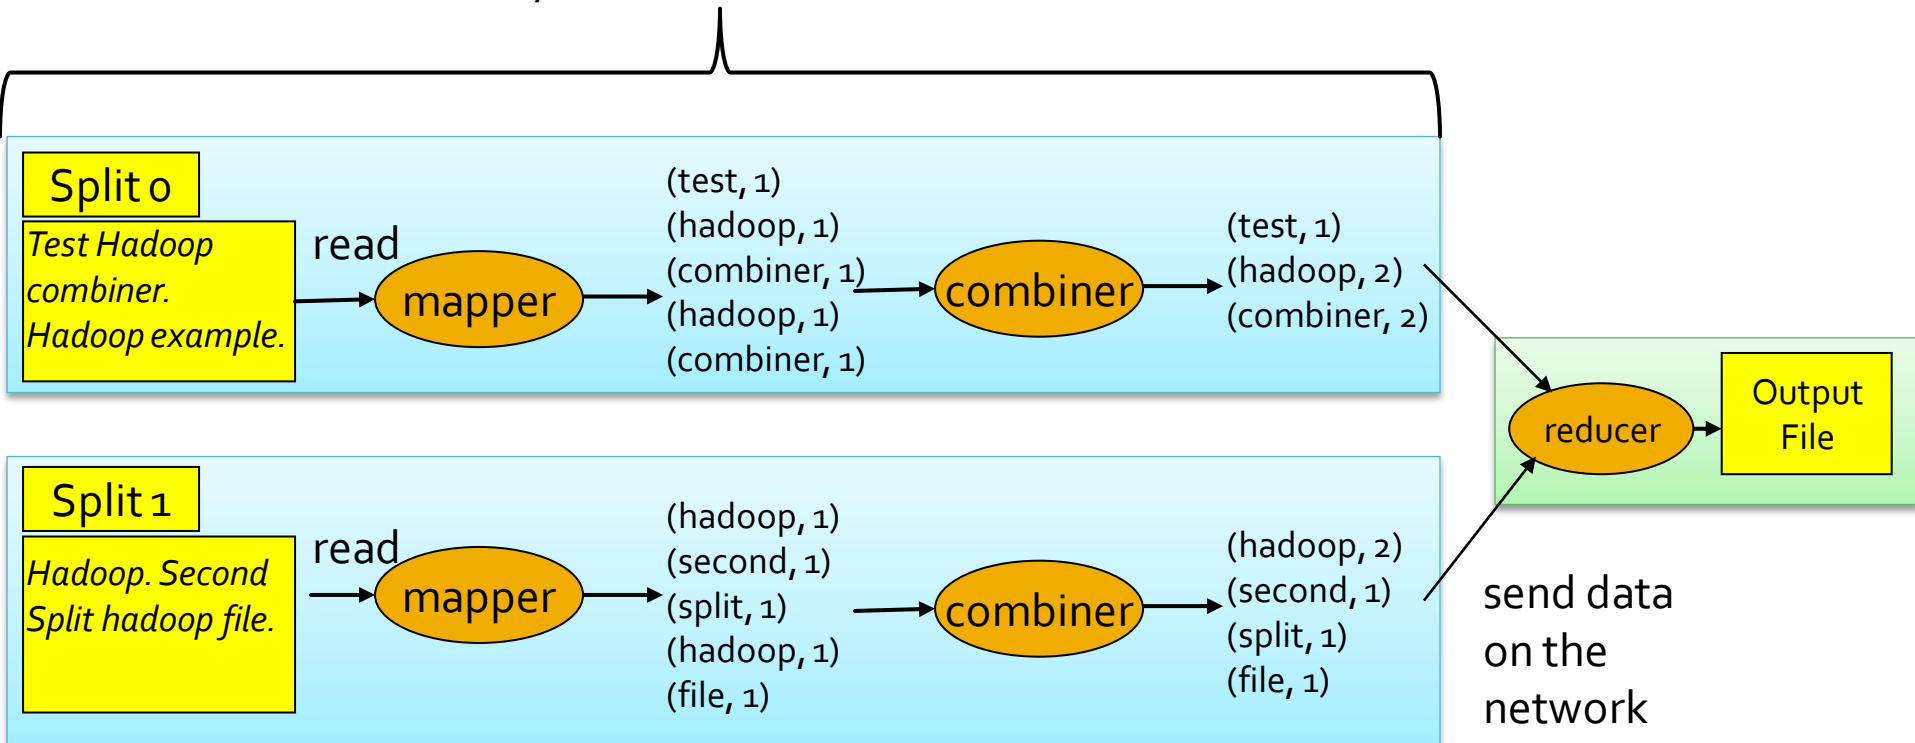 Split 0
Test Hadoop
combiner.
Hadoop example.
read
mapper
(test, 1)
(hadoop, 1)
(combiner, 1)
(hadoop, 1)
(combiner, 1)
combiner
(test, 1)
(hadoop, 2)
(combiner, 2)
Split 1
Hadoop. Second
Split hadoop file.
read
mapper
(hadoop, 1)
(second, 1)
(split, 1)
(hadoop, 1)
(file, 1)
combiner
(hadoop, 2)
(second, 1)
(split, 1)
(file, 1)
reducer
Output
File
send data
on the
network